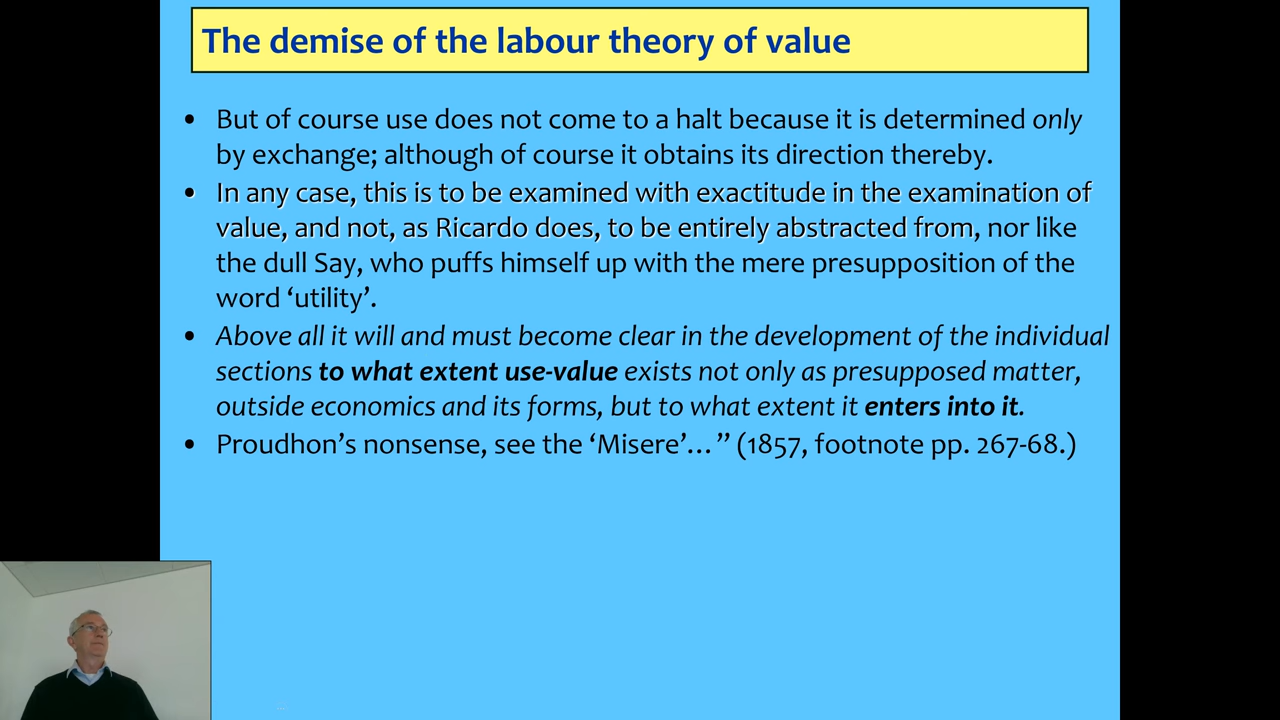 The demise of the labour theory of value
• But of course use does not come to a halt because it is determined only
by exchange; although of course it obtains its direction thereby.
• In any case, this is to be examined with exactitude in the examination of
value, and not, as Ricardo does, to be entirely abstracted from, nor like
the dull Say, who puffs himself up with the mere presupposition of the
word ‘utility’.
• Above all it will and must become clear in the development of the individual
sections to what extent use-value exists not only as presupposed matter,
outside economics and its forms, but to what extent it enters into it.
• Proudhon’s nonsense, see the ‘Misere’…” (1857, footnote pp. 267-68.)